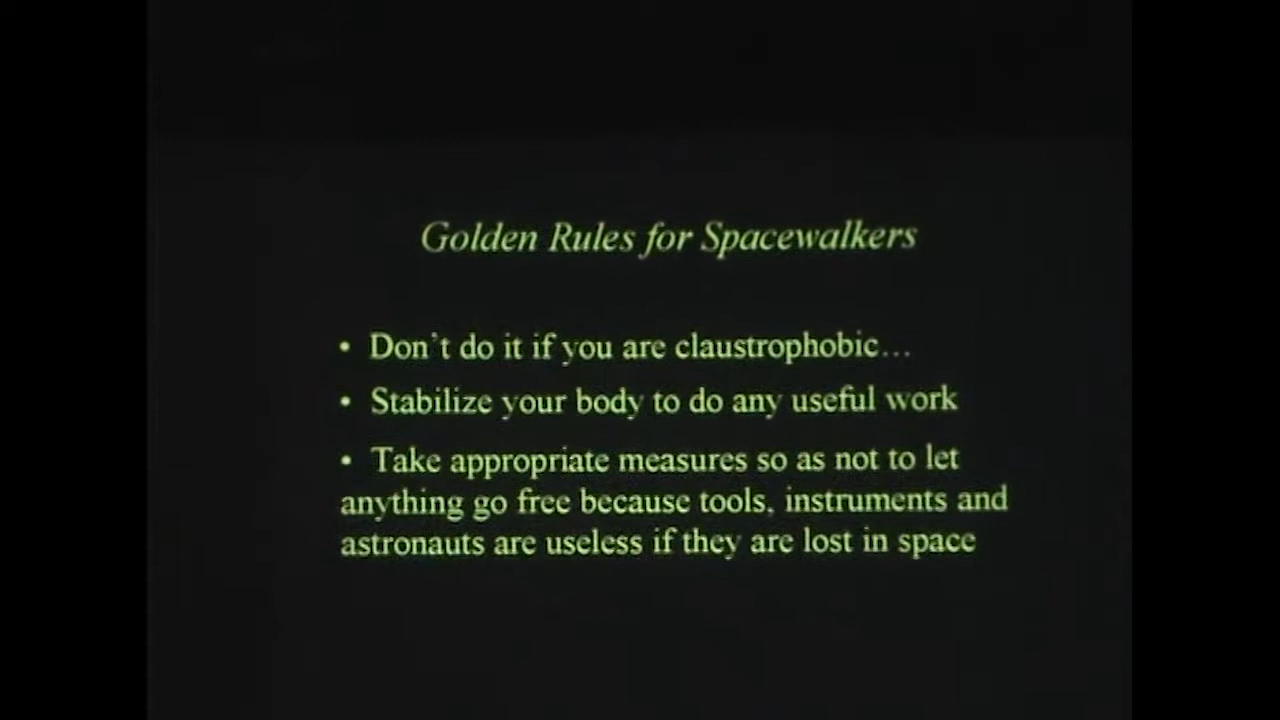 Golden Rules for Spacewalkers
• Don't do it if you are claustrophobic…
• Stabilize your body to do any useful work
• Take appropriate measures so as not to let
anything go free because tools, instruments and
astronauts are useless if they are lost in space